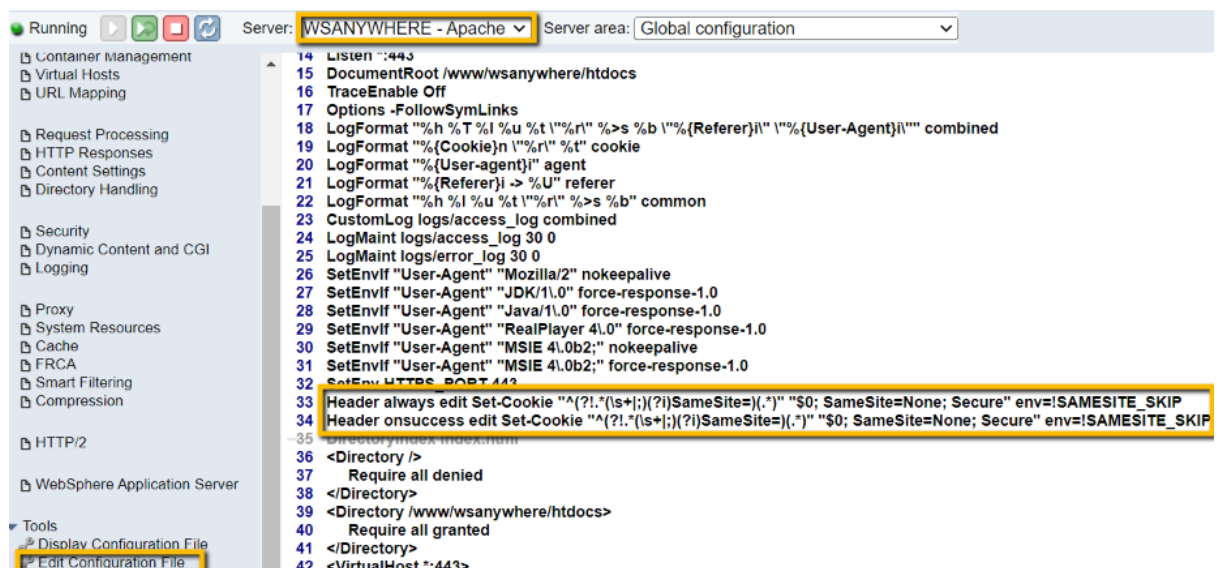 Running Server: WSANYWHERE - Apache Server area: Global configuration
Container Management
Virtual Hosts
URL Mapping
Request Processing
HTTP Responses
Content Settings
Directory Handling
Security
Dynamic Content and CGI
Logging
Proxy
System Resources
Cache
FRCA
Smart Filtering
Compression
HTTP/2
WebSphere Application Server
Tools
Display Configuration File
Edit Configuration File
14 Listen *:443
15 DocumentRoot /www/wsanywhere/htdocs
16 TraceEnable Off
17 Options -FollowSymLinks
18 LogFormat "%h %T %l %u %t \"%r\" %>s %b \"%{Referer}i\" \"%{User-Agent}i\"" combined
19 LogFormat "%{Cookie}n \"%r\" %t" cookie
20 LogFormat "%{User-agent}i" agent
21 LogFormat "%{Referer}i -> %U" referer
22 LogFormat "%h %l %u %t \"%r\" %>s %b" common
23 CustomLog logs/access_log combined
24 LogMaint logs/access_log 30 0
25 LogMaint logs/error_log 30 0
26 SetEnvIf "User-Agent" "Mozilla/2" nokeepalive
27 SetEnvIf "User-Agent" "JDK/1\.0" force-response-1.0
28 SetEnvIf "User-Agent" "Java/1\.0" force-response-1.0
29 SetEnvIf "User-Agent" "RealPlayer 4\.0" force-response-1.0
30 SetEnvIf "User-Agent" "MSIE 4\.0b2;" nokeepalive
31 SetEnvIf "User-Agent" "MSIE 4\.0b2;" force-response-1.0
32 SetEnv HTTPS_PORT 443
33 Header always edit Set-Cookie "^(?!.*(\s+|;)(?i)SameSite=)(.*)" "$0; SameSite=None; Secure" env=!SAMESITE_SKIP
34 Header onsuccess edit Set-Cookie "^(?!.*(\s+|;)(?i)SameSite=)(.*)" "$0; SameSite=None; Secure" env=!SAMESITE_SKIP
35 DirectoryIndex index.html
36 <Directory />
37 Require all denied
38 </Directory>
39 <Directory /www/wsanywhere/htdocs>
40 Require all granted
41 </Directory>
42 <VirtualHost *:443>